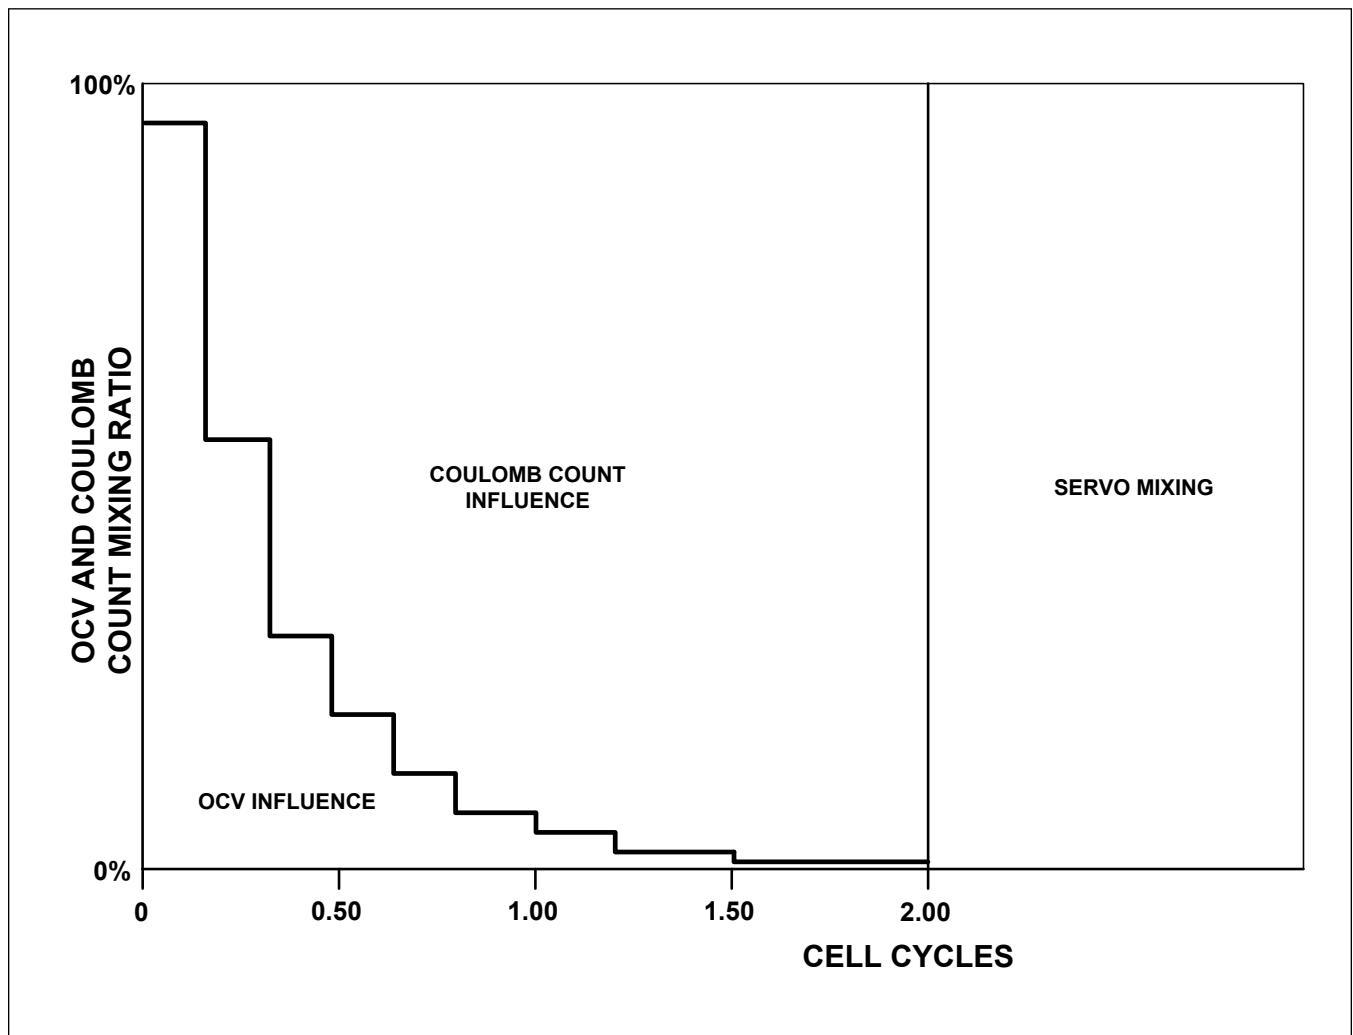 100%
OCV AND COULOMB
COUNT MIXING RATIO
COULOMB COUNT
INFLUENCE
SERVO MIXING
OCV INFLUENCE
0%
0
0.50
1.00
1.50
2.00
CELL CYCLES